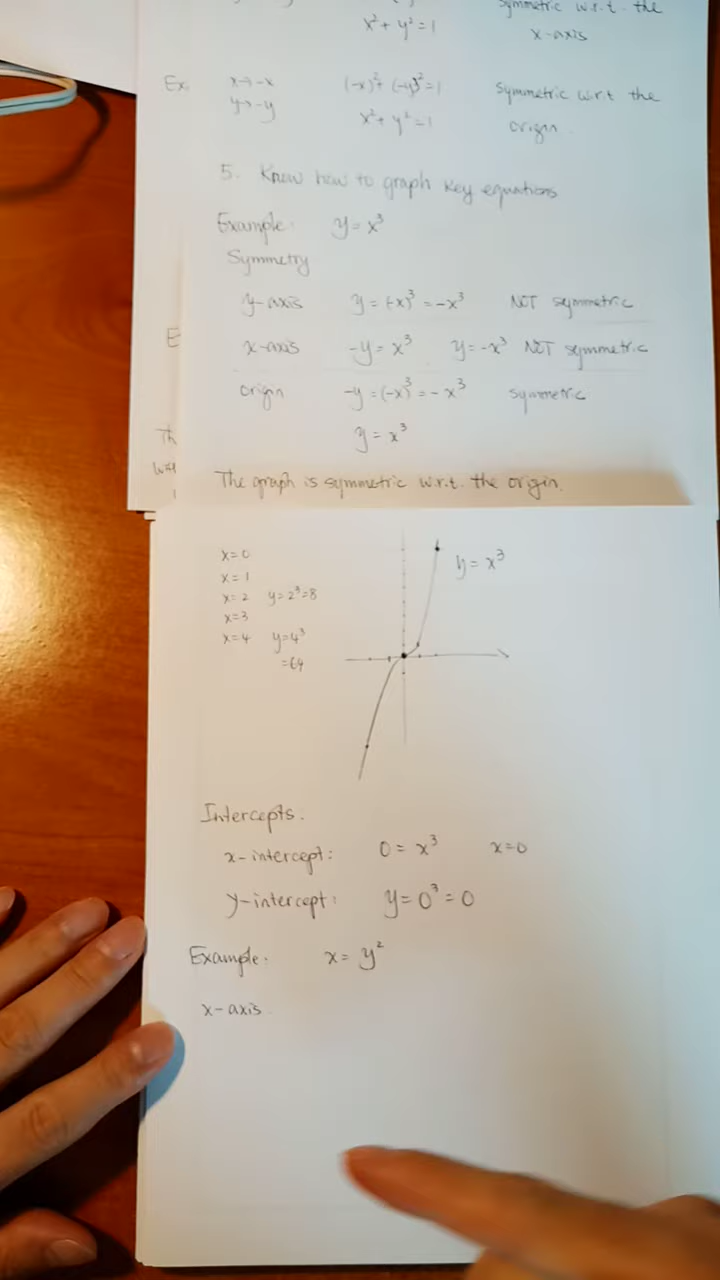 symmetric w.r.t. the
x² + y² = 1 x-axis
Ex: x→-x (-x)²+(-y)²=1 symmetric w.r.t the
y→-y x²+y²=1 origin.
5. Know how to graph key equations
Example: y = x³
Symmetry
y-axis y = (-x)³ = -x³ NOT symmetric
x-axis -y = x³ y = -x³ NOT symmetric
origin -y = (-x)³ = -x³ symmetric
y = x³
The graph is symmetric w.r.t. the origin.
x=0
x=1
x=2 y=2³=8
x=3
x=4 y=4³
=64
y = x³
Intercepts:
x-intercept: 0 = x³ x=0
y-intercept: y = 0³ = 0
Example: x = y²
x-axis